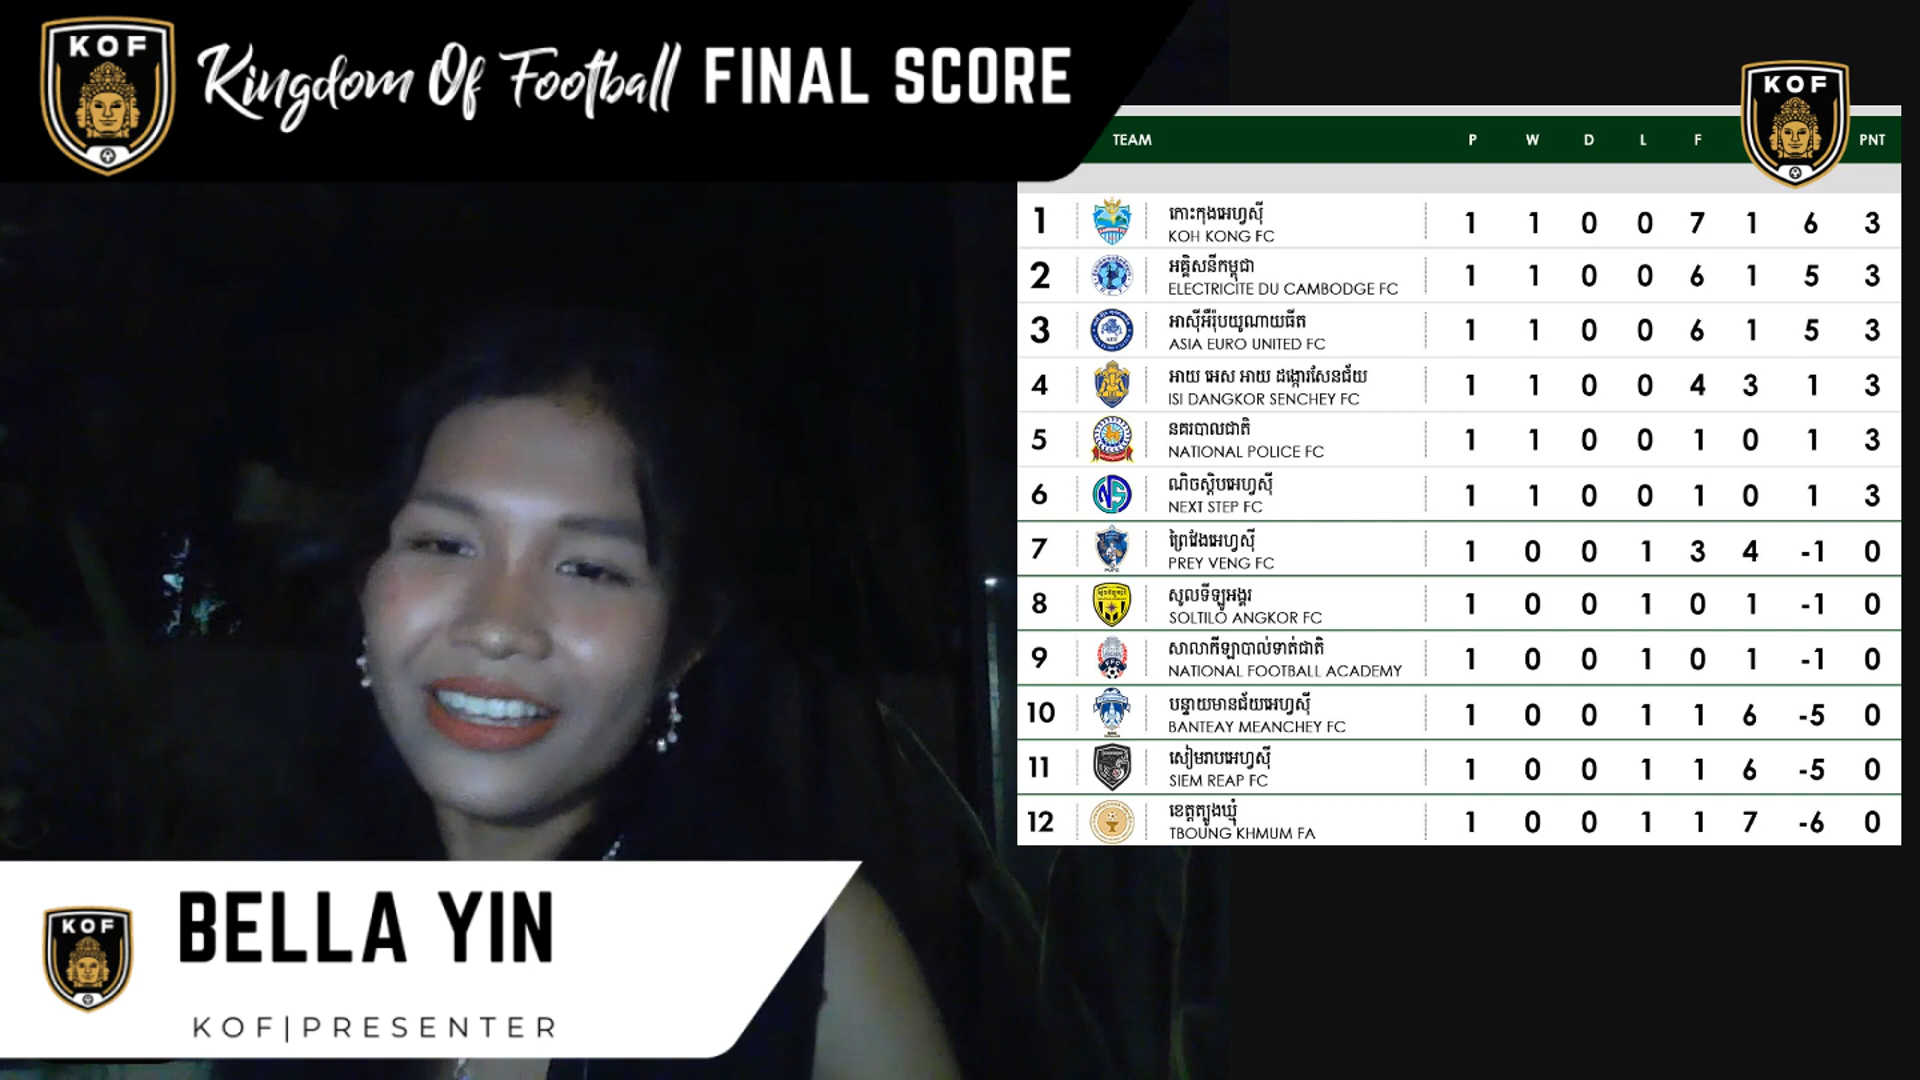 KOF
Kingdom Of Football FINAL SCORE
KOF
TEAM P W D L F PNT
1 កោះកុងអេហ្វស៊ី
KOH KONG FC 1 1 0 0 7 1 6 3
2 អគ្គិសនីកម្ពុជា
ELECTRICITE DU CAMBODGE FC 1 1 0 0 6 1 5 3
3 អាស៊ីអឺរ៉ុបយូណាយធីត
ASIA EURO UNITED FC 1 1 0 0 6 1 5 3
4 អាយ អេស អាយ ដង្កោរសែនជ័យ
ISI DANGKOR SENCHEY FC 1 1 0 0 4 3 1 3
5 នគរបាលជាតិ
NATIONAL POLICE FC 1 1 0 0 1 0 1 3
6 ណិចស្តិបអេហ្វស៊ី
NEXT STEP FC 1 1 0 0 1 0 1 3
7 ព្រៃវែងអេហ្វស៊ី
PREY VENG FC 1 0 0 1 3 4 -1 0
8 សូលទីឡូអង្គរ
SOLTILO ANGKOR FC 1 0 0 1 0 1 -1 0
9 សាលាកីឡាបាល់ទាត់ជាតិ
NATIONAL FOOTBALL ACADEMY 1 0 0 1 0 1 -1 0
10 បន្ទាយមានជ័យអេហ្វស៊ី
BANTEAY MEANCHEY FC 1 0 0 1 1 6 -5 0
11 សៀមរាបអេហ្វស៊ី
SIEM REAP FC 1 0 0 1 1 6 -5 0
12 ខេត្តត្បូងឃ្មុំ
TBOUNG KHMUM FA 1 0 0 1 1 7 -6 0
KOF
BELLA YIN
KOF|PRESENTER